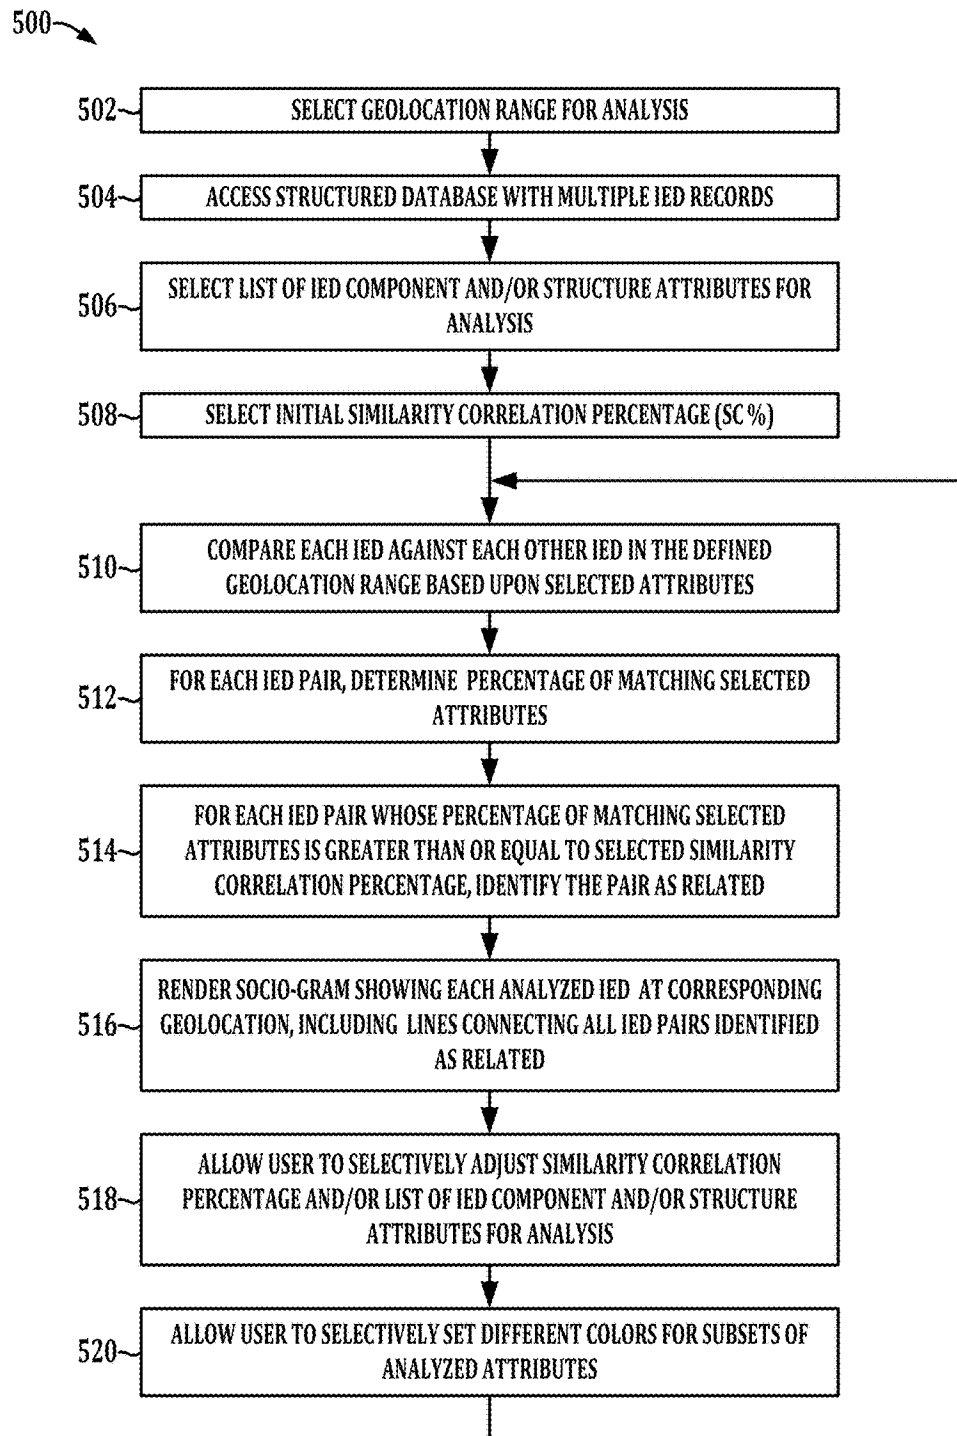 500
502
SELECT GEOLOCATION RANGE FOR ANALYSIS
504
ACCESS STRUCTURED DATABASE WITH MULTIPLE IED RECORDS
506
SELECT LIST OF IED COMPONENT AND/OR STRUCTURE ATTRIBUTES FOR
ANALYSIS
508
SELECT INITIAL SIMILARITY CORRELATION PERCENTAGE (SC %)
510
COMPARE EACH IED AGAINST EACH OTHER IED IN THE DEFINED
GEOLOCATION RANGE BASED UPON SELECTED ATTRIBUTES
512
FOR EACH IED PAIR, DETERMINE PERCENTAGE OF MATCHING SELECTED
ATTRIBUTES
514
FOR EACH IED PAIR WHOSE PERCENTAGE OF MATCHING SELECTED
ATTRIBUTES IS GREATER THAN OR EQUAL TO SELECTED SIMILARITY
CORRELATION PERCENTAGE, IDENTIFY THE PAIR AS RELATED
516
RENDER SOCIO-GRAM SHOWING EACH ANALYZED IED AT CORRESPONDING
GEOLOCATION, INCLUDING LINES CONNECTING ALL IED PAIRS IDENTIFIED
AS RELATED
518
ALLOW USER TO SELECTIVELY ADJUST SIMILARITY CORRELATION
PERCENTAGE AND/OR LIST OF IED COMPONENT AND/OR STRUCTURE
ATTRIBUTES FOR ANALYSIS
520
ALLOW USER TO SELECTIVELY SET DIFFERENT COLORS FOR SUBSETS OF
ANALYZED ATTRIBUTES